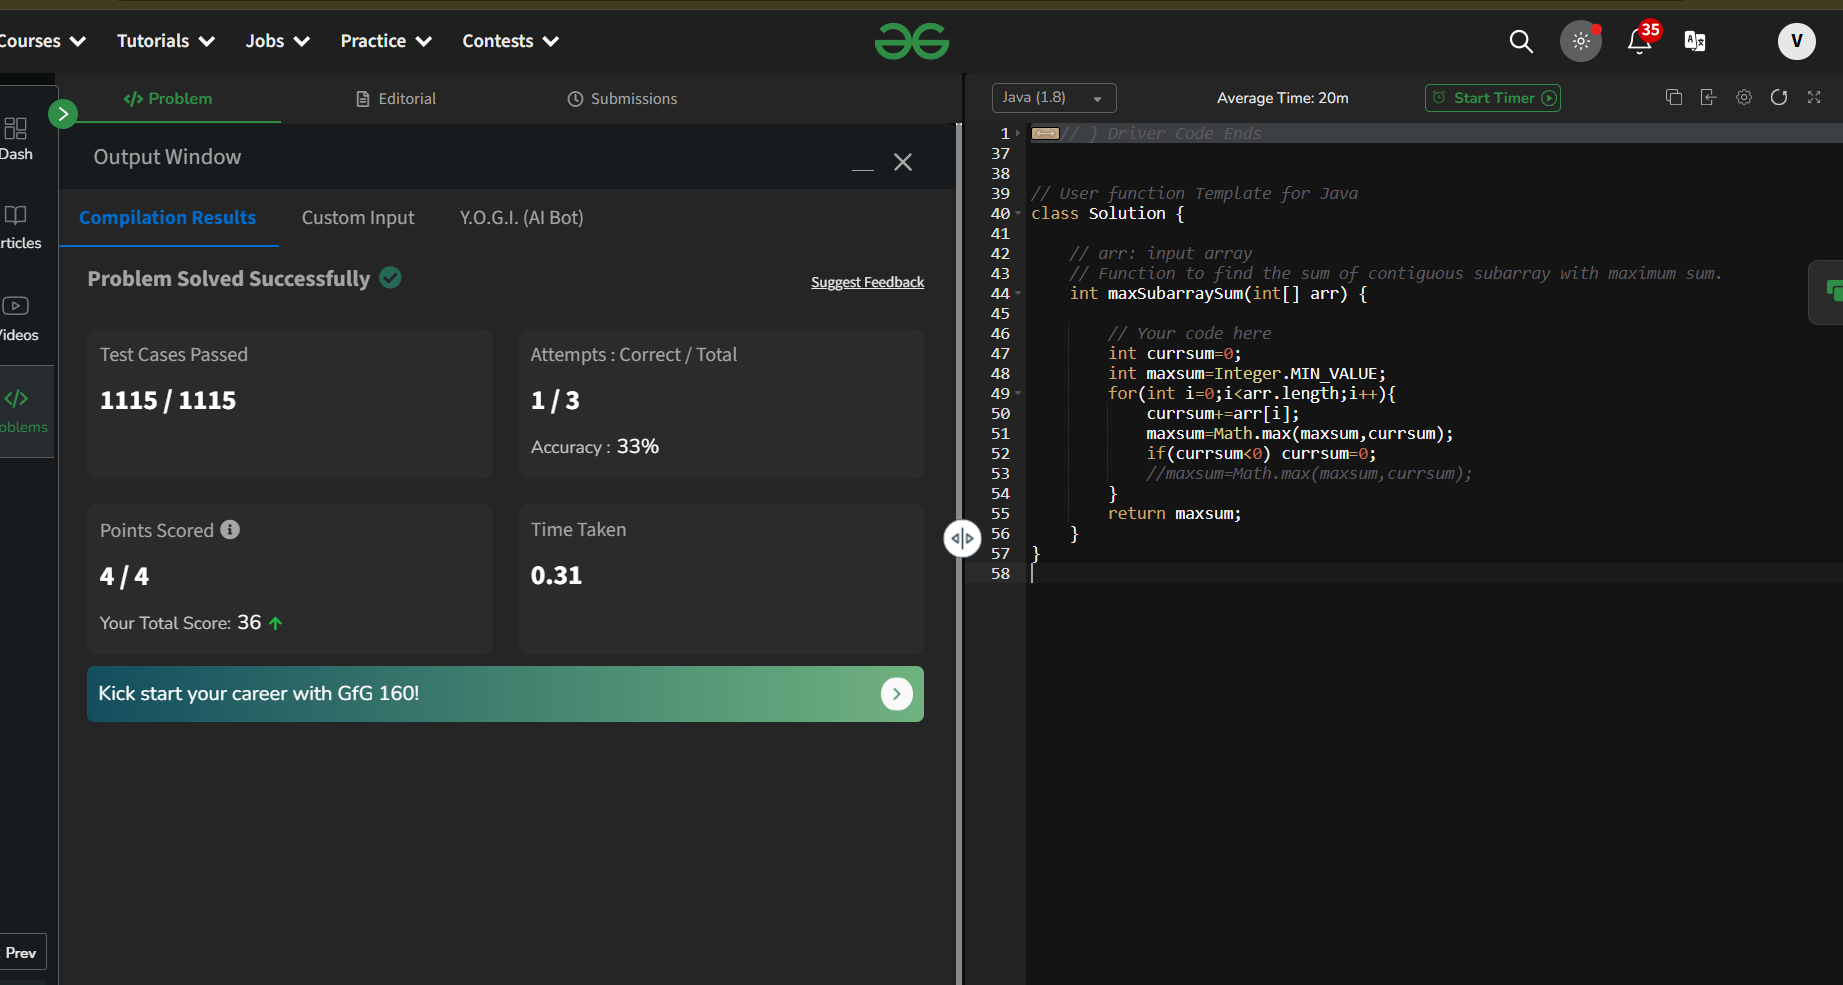 Courses Tutorials Jobs Practice Contests 35 V
Dash
rticles
Videos
oblems
Prev
</> Problem Editorial Submissions
Output Window
Compilation Results Custom Input Y.O.G.I. (AI Bot)
Problem Solved Successfully
Suggest Feedback
Test Cases Passed
1115 / 1115
Attempts : Correct / Total
1 / 3
Accuracy : 33%
Points Scored
4 / 4
Your Total Score: 36
Time Taken
0.31
Kick start your career with GfG 160!
Java (1.8) Average Time: 20m Start Timer
1 // } Driver Code Ends
37
38
39 // User function Template for Java
40 class Solution {
41
42 // arr: input array
43 // Function to find the sum of contiguous subarray with maximum sum.
44 int maxSubarraySum(int[] arr) {
45
46 // Your code here
47 int currsum=0;
48 int maxsum=Integer.MIN_VALUE;
49 for(int i=0;i<arr.length;i++){
50 currsum+=arr[i];
51 maxsum=Math.max(maxsum,currsum);
52 if(currsum<0) currsum=0;
53 //maxsum=Math.max(maxsum,currsum);
54 }
55 return maxsum;
56 }
57 }
58